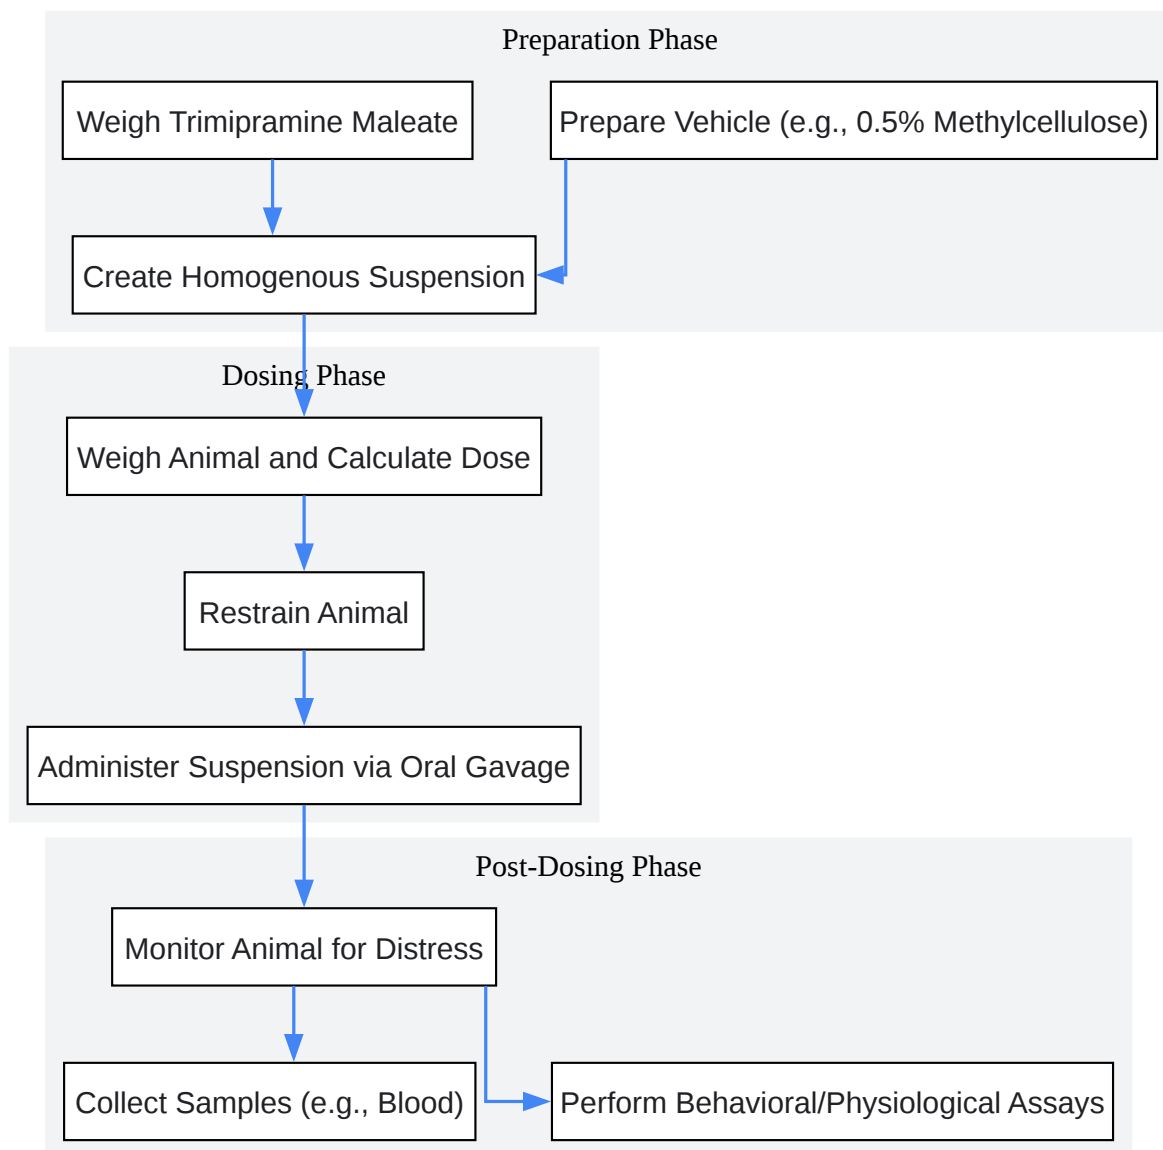 Preparation Phase
Weigh Trimipramine Maleate
Prepare Vehicle (e.g., 0.5% Methylcellulose)
Create Homogenous Suspension
Dosing Phase
Weigh Animal and Calculate Dose
Restrain Animal
Administer Suspension via Oral Gavage
Post-Dosing Phase
Monitor Animal for Distress
Collect Samples (e.g., Blood)
Perform Behavioral/Physiological Assays